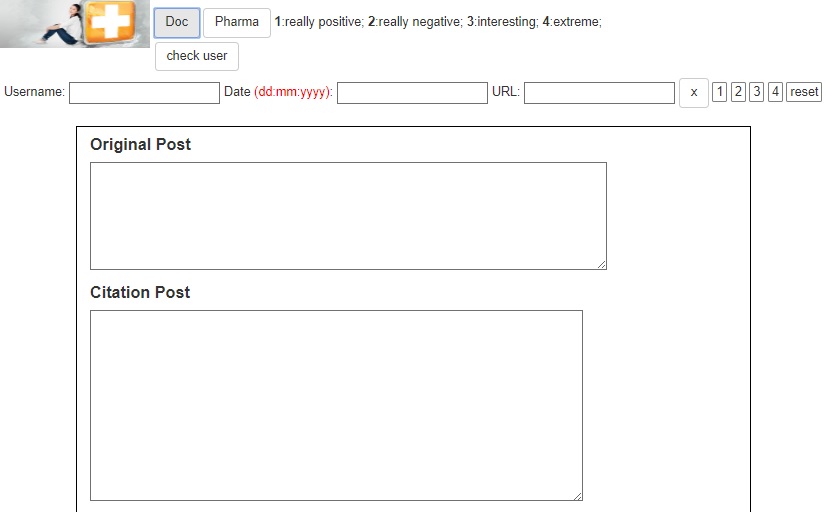 Doc Pharma 1:really positive; 2:really negative; 3:interesting; 4:extreme;
check user
Username: Date (dd:mm:yyyy): URL: x 1 2 3 4 reset
Original Post
Citation Post